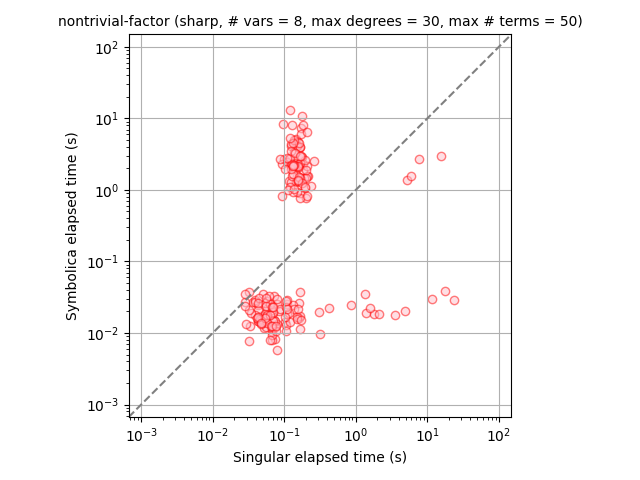 nontrivial-factor (sharp, # vars = 8, max degrees = 30, max # terms = 50)
Symbolica elapsed time (s)
10²
10¹
10⁰
10⁻¹
10⁻²
10⁻³
10⁻³ 10⁻² 10⁻¹ 10⁰ 10¹ 10²
Singular elapsed time (s)